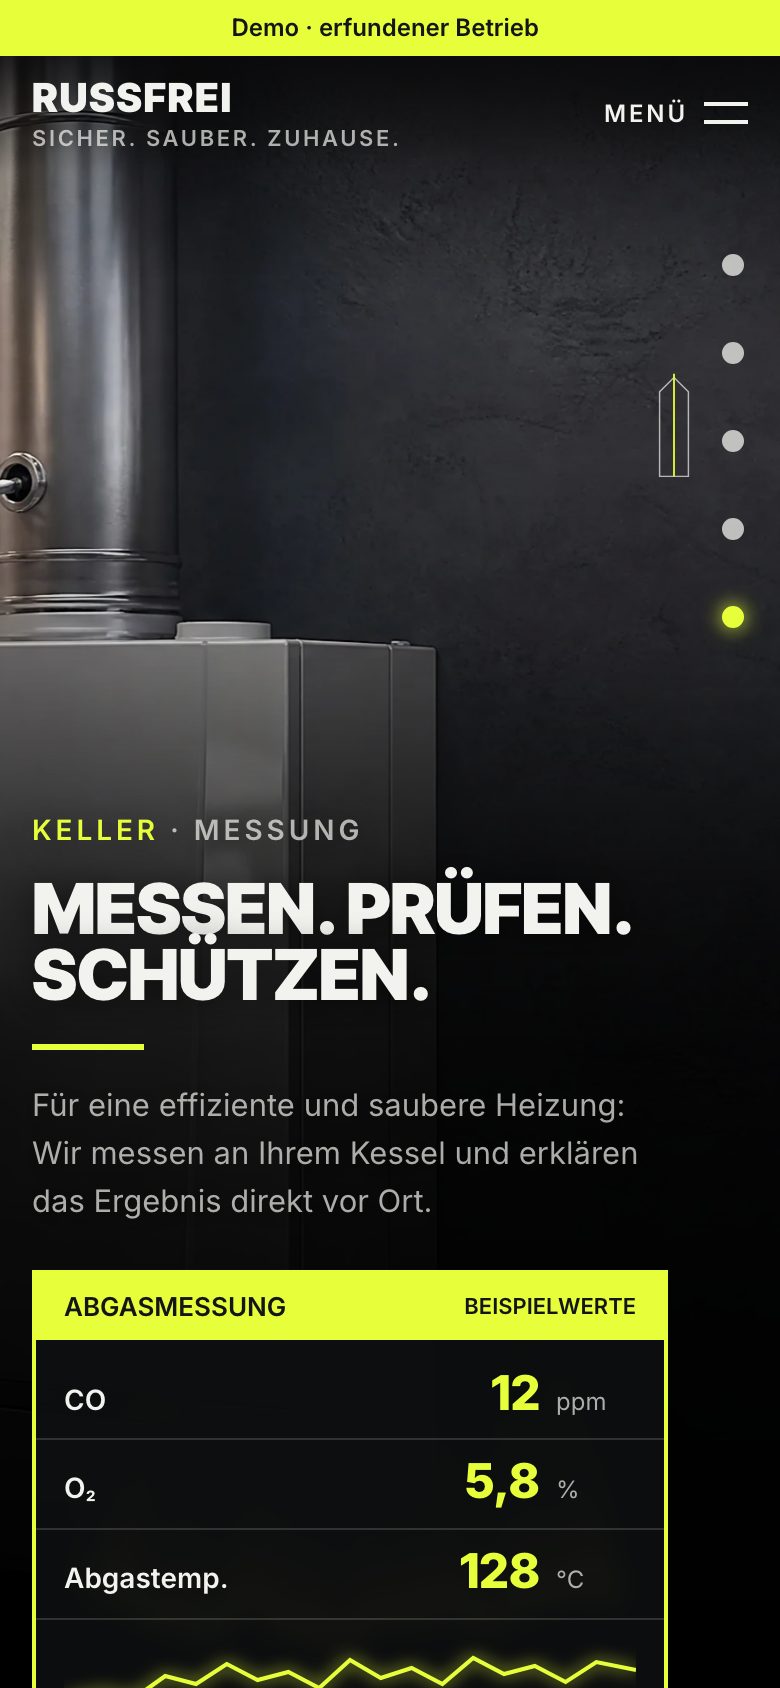 Demo · erfundener Betrieb
RUSSFREI
SICHER. SAUBER. ZUHAUSE.
MENÜ
KELLER · MESSUNG
MESSEN. PRÜFEN.
SCHÜTZEN.
Für eine effiziente und saubere Heizung:
Wir messen an Ihrem Kessel und erklären
das Ergebnis direkt vor Ort.
ABGASMESSUNG BEISPIELWERTE
CO 12 ppm
O₂ 5,8 %
Abgastemp. 128 °C